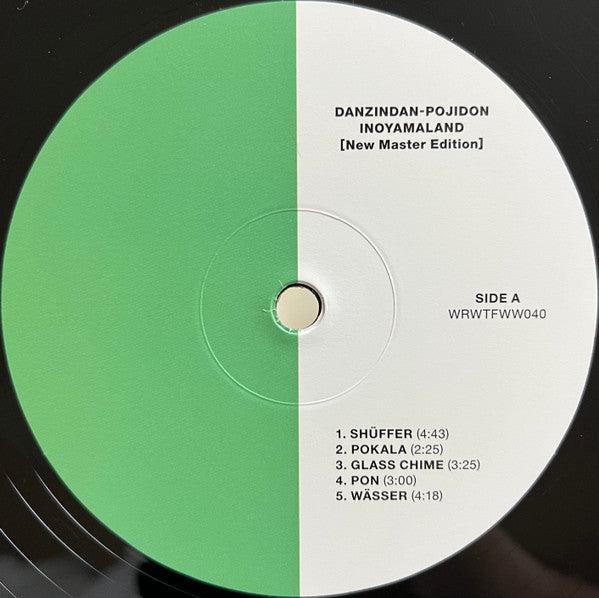 DANZINDAN-POJIDON
INOYAMALAND
[New Master Edition]
SIDE A
WRWTFWW040
1. SHÜFFER (4:43)
2. POKALA (2:25)
3. GLASS CHIME (3:25)
4. PON (3:00)
5. WÄSSER (4:18)